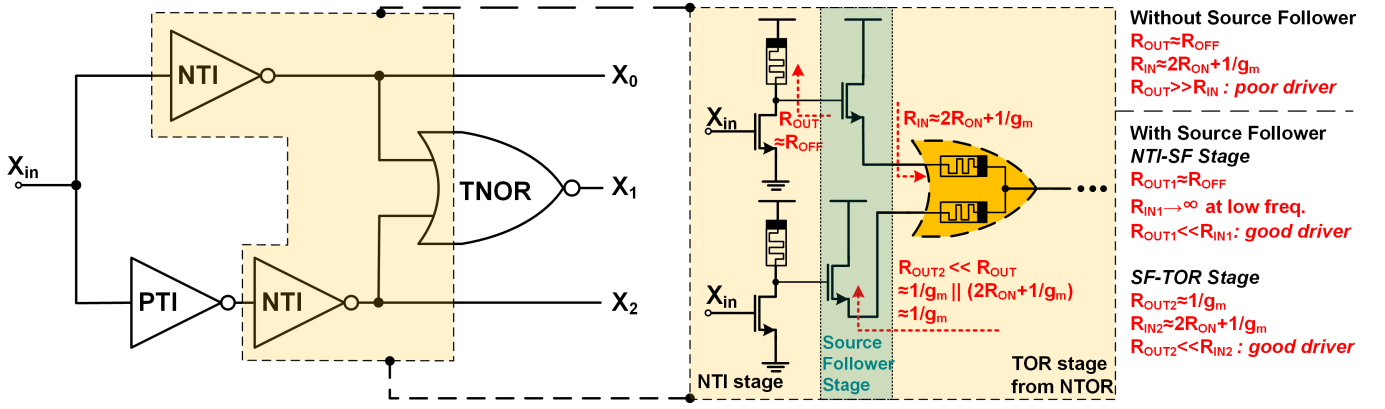 NTI
X0
Xin
TNOR
X1
PTI
NTI
X2
Xin
ROUT
≈ROFF
RIN≈2RON+1/gm
Xin
ROUT2 << ROUT
≈1/gm || (2RON+1/gm)
≈1/gm
NTI stage
Source
Follower
Stage
TOR stage
from NTOR
Without Source Follower
ROUT≈ROFF
RIN≈2RON+1/gm
ROUT>>RIN : poor driver
With Source Follower
NTI-SF Stage
ROUT1≈ROFF
RIN1→∞ at low freq.
ROUT1<<RIN1: good driver
SF-TOR Stage
ROUT2≈1/gm
RIN2≈2RON+1/gm
ROUT2<<RIN2 : good driver